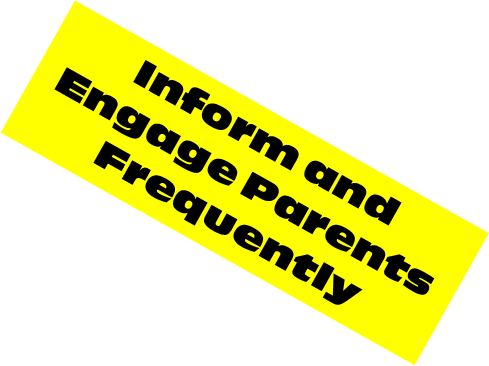 Inform and
Engage Parents
Frequently